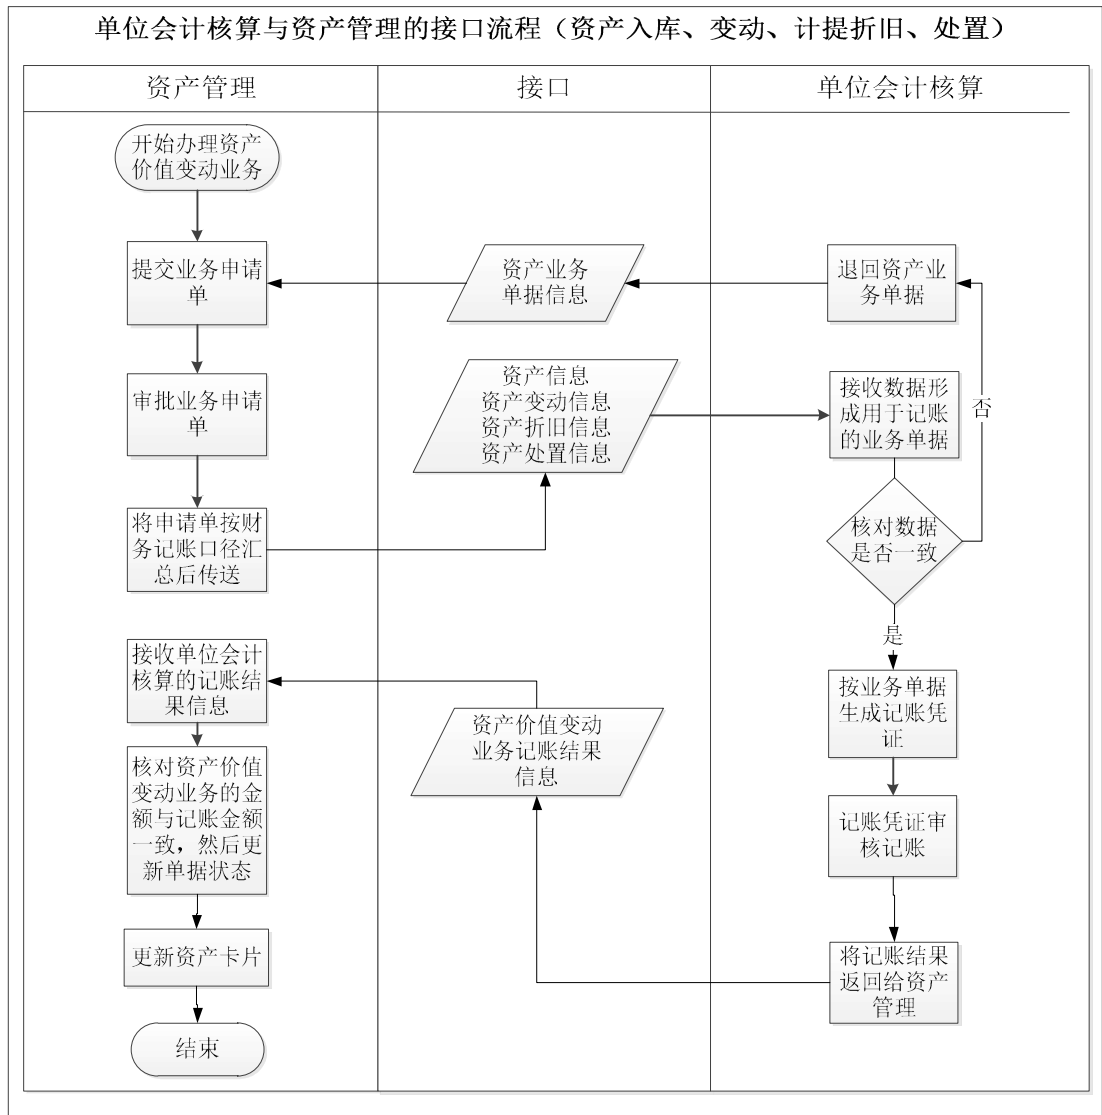 单位会计核算与资产管理的接口流程（资产入库、变动、计提折旧、处置）
资产管理
接口
单位会计核算
开始办理资产
价值变动业务
提交业务申请
单
资产业务
单据信息
退回资产业
务单据
审批业务申请
单
资产信息
资产变动信息
资产折旧信息
资产处置信息
接收数据形
成用于记账
的业务单据
否
将申请单按财
务记账口径汇
总后传送
核对数据
是否一致
是
接收单位会计
核算的记账结
果信息
资产价值变动
业务记账结果
信息
按业务单据
生成记账凭
证
核对资产价值
变动业务的金
额与记账金额
一致，然后更
新单据状态
记账凭证审
核记账
更新资产卡片
将记账结果
返回给资产
管理
结束